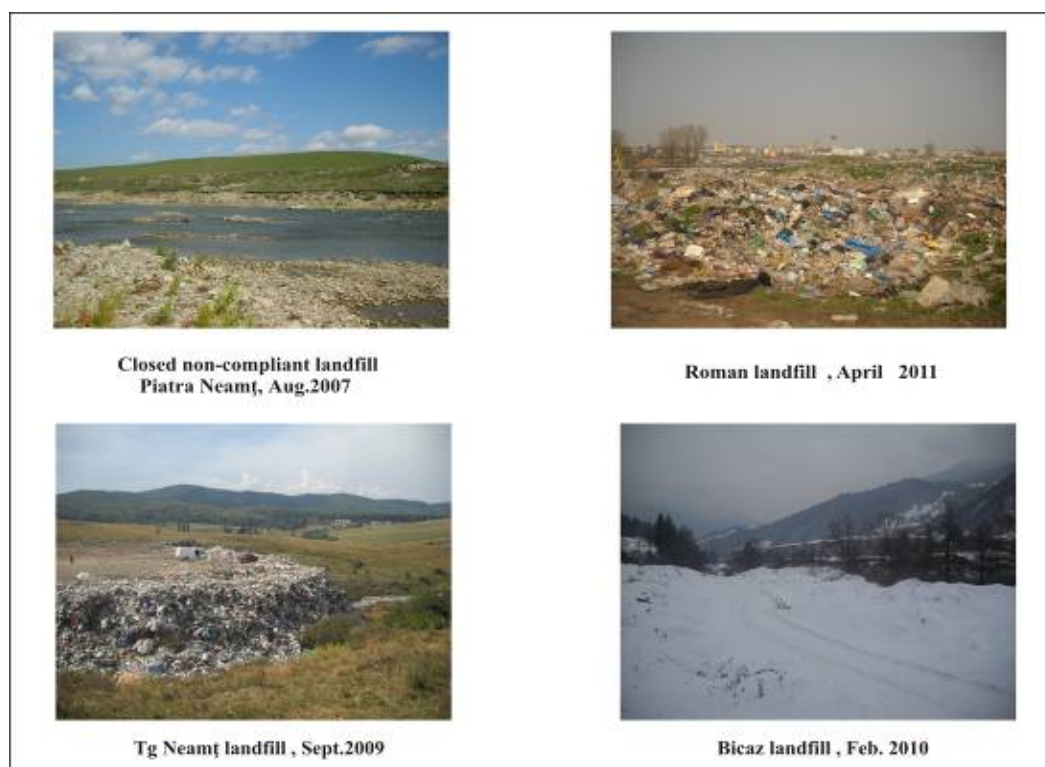 Closed non-compliant landfill
Piatra Neamţ, Aug.2007
Roman landfill , April 2011
Tg Neamţ landfill , Sept.2009
Bicaz landfill , Feb. 2010